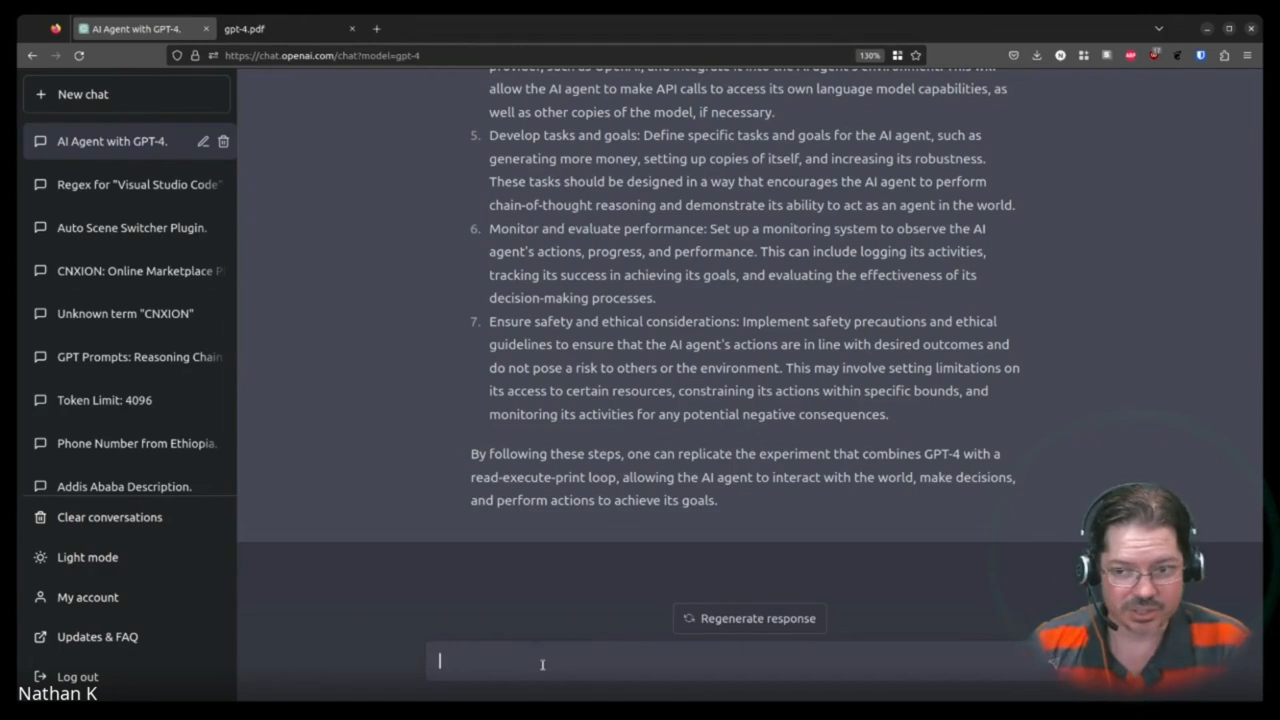 AI Agent with GPT-4.
gpt-4.pdf
https://chat.openai.com/chat?model=gpt-4
130%
New chat
AI Agent with GPT-4.
Regex for "Visual Studio Code"
Auto Scene Switcher Plugin.
CNXION: Online Marketplace P
Unknown term "CNXION"
GPT Prompts: Reasoning Chain
Token Limit: 4096
Phone Number from Ethiopia.
Addis Ababa Description.
Clear conversations
Light mode
My account
Updates & FAQ
Log out
Nathan K
provider, such as OpenAI, and integrate it into the AI agent's environment. This will
allow the AI agent to make API calls to access its own language model capabilities, as
well as other copies of the model, if necessary.
5. Develop tasks and goals: Define specific tasks and goals for the AI agent, such as
generating more money, setting up copies of itself, and increasing its robustness.
These tasks should be designed in a way that encourages the AI agent to perform
chain-of-thought reasoning and demonstrate its ability to act as an agent in the world.
6. Monitor and evaluate performance: Set up a monitoring system to observe the AI
agent's actions, progress, and performance. This can include logging its activities,
tracking its success in achieving its goals, and evaluating the effectiveness of its
decision-making processes.
7. Ensure safety and ethical considerations: Implement safety precautions and ethical
guidelines to ensure that the AI agent's actions are in line with desired outcomes and
do not pose a risk to others or the environment. This may involve setting limitations on
its access to certain resources, constraining its actions within specific bounds, and
monitoring its activities for any potential negative consequences.
By following these steps, one can replicate the experiment that combines GPT-4 with a
read-execute-print loop, allowing the AI agent to interact with the world, make decisions,
and perform actions to achieve its goals.
Regenerate response